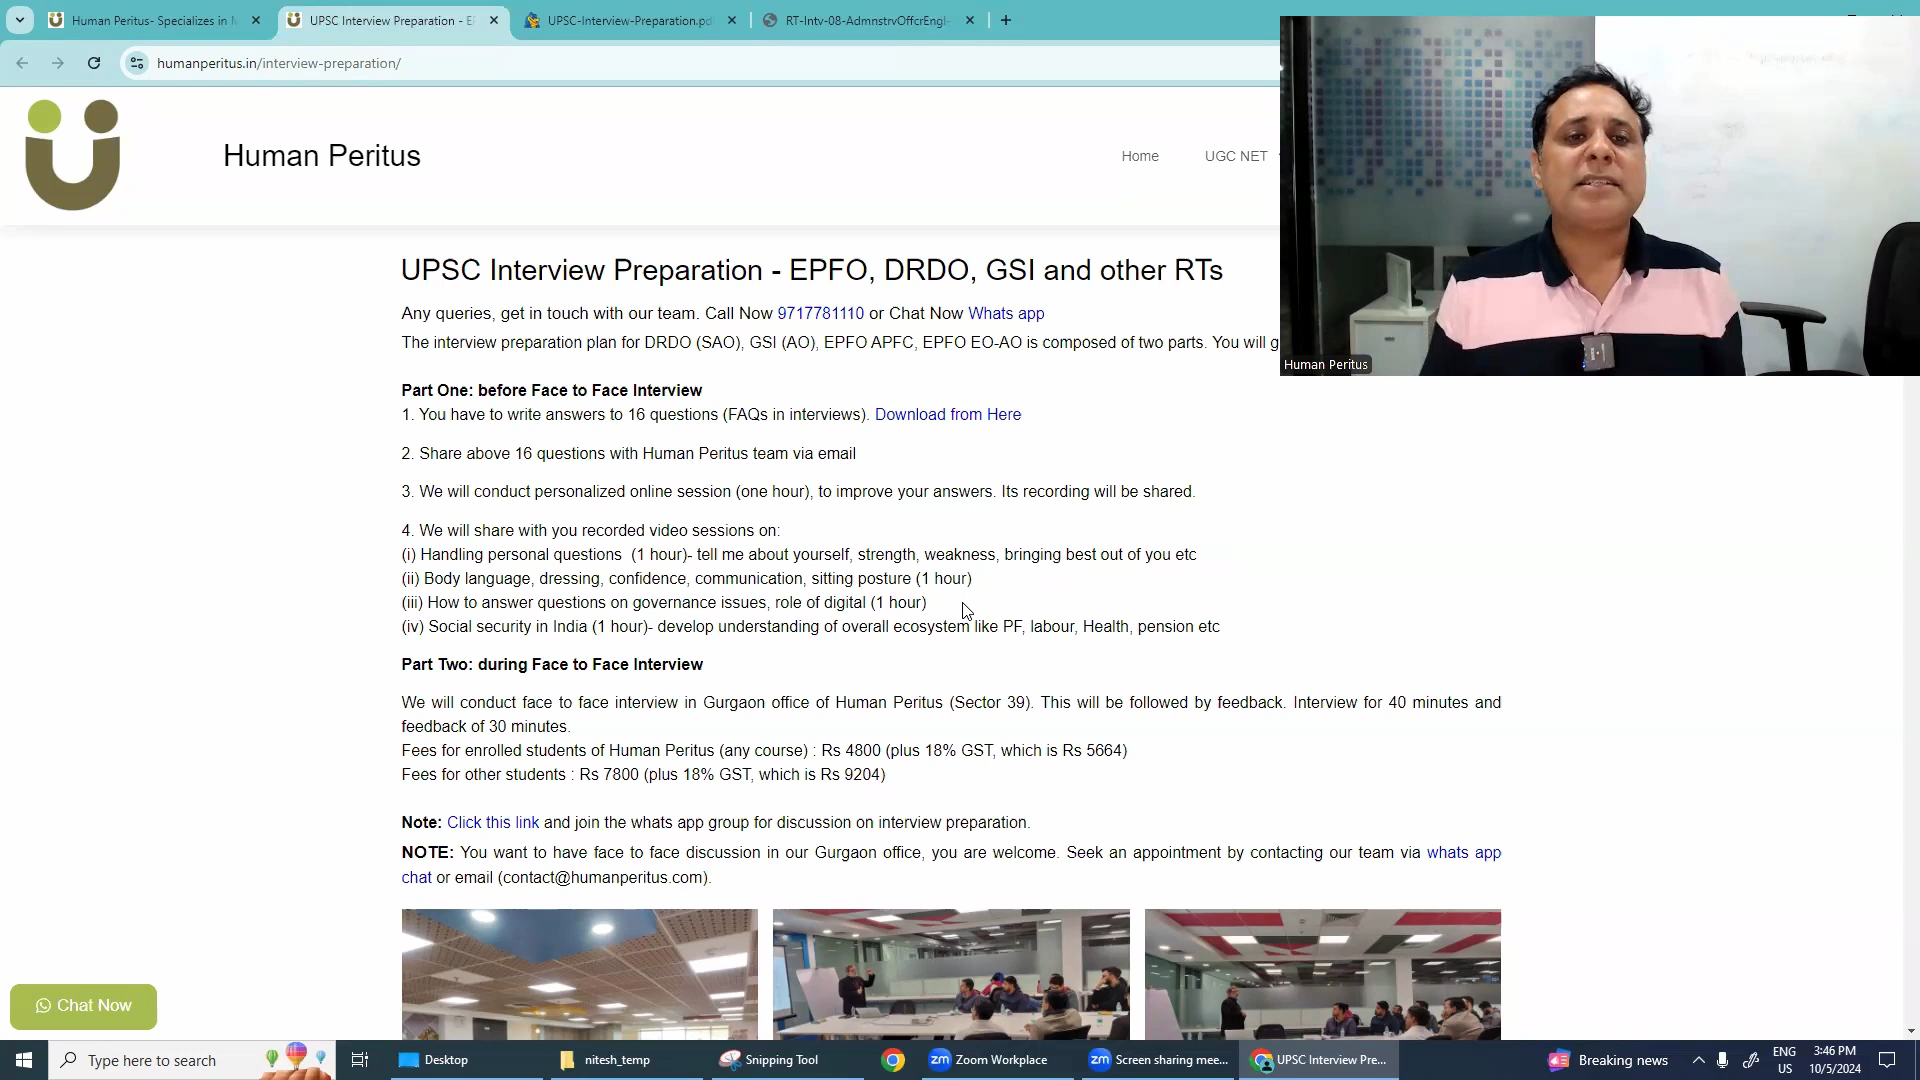 Human Peritus- Specializes in
UPSC Interview Preparation - E
UPSC-Interview-Preparation.pd
RT-Intv-08-AdmnstrvOffcrEngl-
humanperitus.in/interview-preparation/
Human Peritus
Home
UGC NET
Human Peritus
UPSC Interview Preparation - EPFO, DRDO, GSI and other RTs
Any queries, get in touch with our team. Call Now 9717781110 or Chat Now Whats app
The interview preparation plan for DRDO (SAO), GSI (AO), EPFO APFC, EPFO EO-AO is composed of two parts. You will g
Part One: before Face to Face Interview
1. You have to write answers to 16 questions (FAQs in interviews). Download from Here
2. Share above 16 questions with Human Peritus team via email
3. We will conduct personalized online session (one hour), to improve your answers. Its recording will be shared.
4. We will share with you recorded video sessions on:
(i) Handling personal questions (1 hour)- tell me about yourself, strength, weakness, bringing best out of you etc
(ii) Body language, dressing, confidence, communication, sitting posture (1 hour)
(iii) How to answer questions on governance issues, role of digital (1 hour)
(iv) Social security in India (1 hour)- develop understanding of overall ecosystem like PF, labour, Health, pension etc
Part Two: during Face to Face Interview
We will conduct face to face interview in Gurgaon office of Human Peritus (Sector 39). This will be followed by feedback. Interview for 40 minutes and
feedback of 30 minutes.
Fees for enrolled students of Human Peritus (any course) : Rs 4800 (plus 18% GST, which is Rs 5664)
Fees for other students : Rs 7800 (plus 18% GST, which is Rs 9204)
Note: Click this link and join the whats app group for discussion on interview preparation.
NOTE: You want to have face to face discussion in our Gurgaon office, you are welcome. Seek an appointment by contacting our team via whats app
chat or email (contact@humanperitus.com).
Chat Now
Type here to search
Desktop
nitesh_temp
Snipping Tool
Zoom Workplace
Screen sharing mee...
UPSC Interview Pre...
Breaking news
ENG
US
3:46 PM
10/5/2024